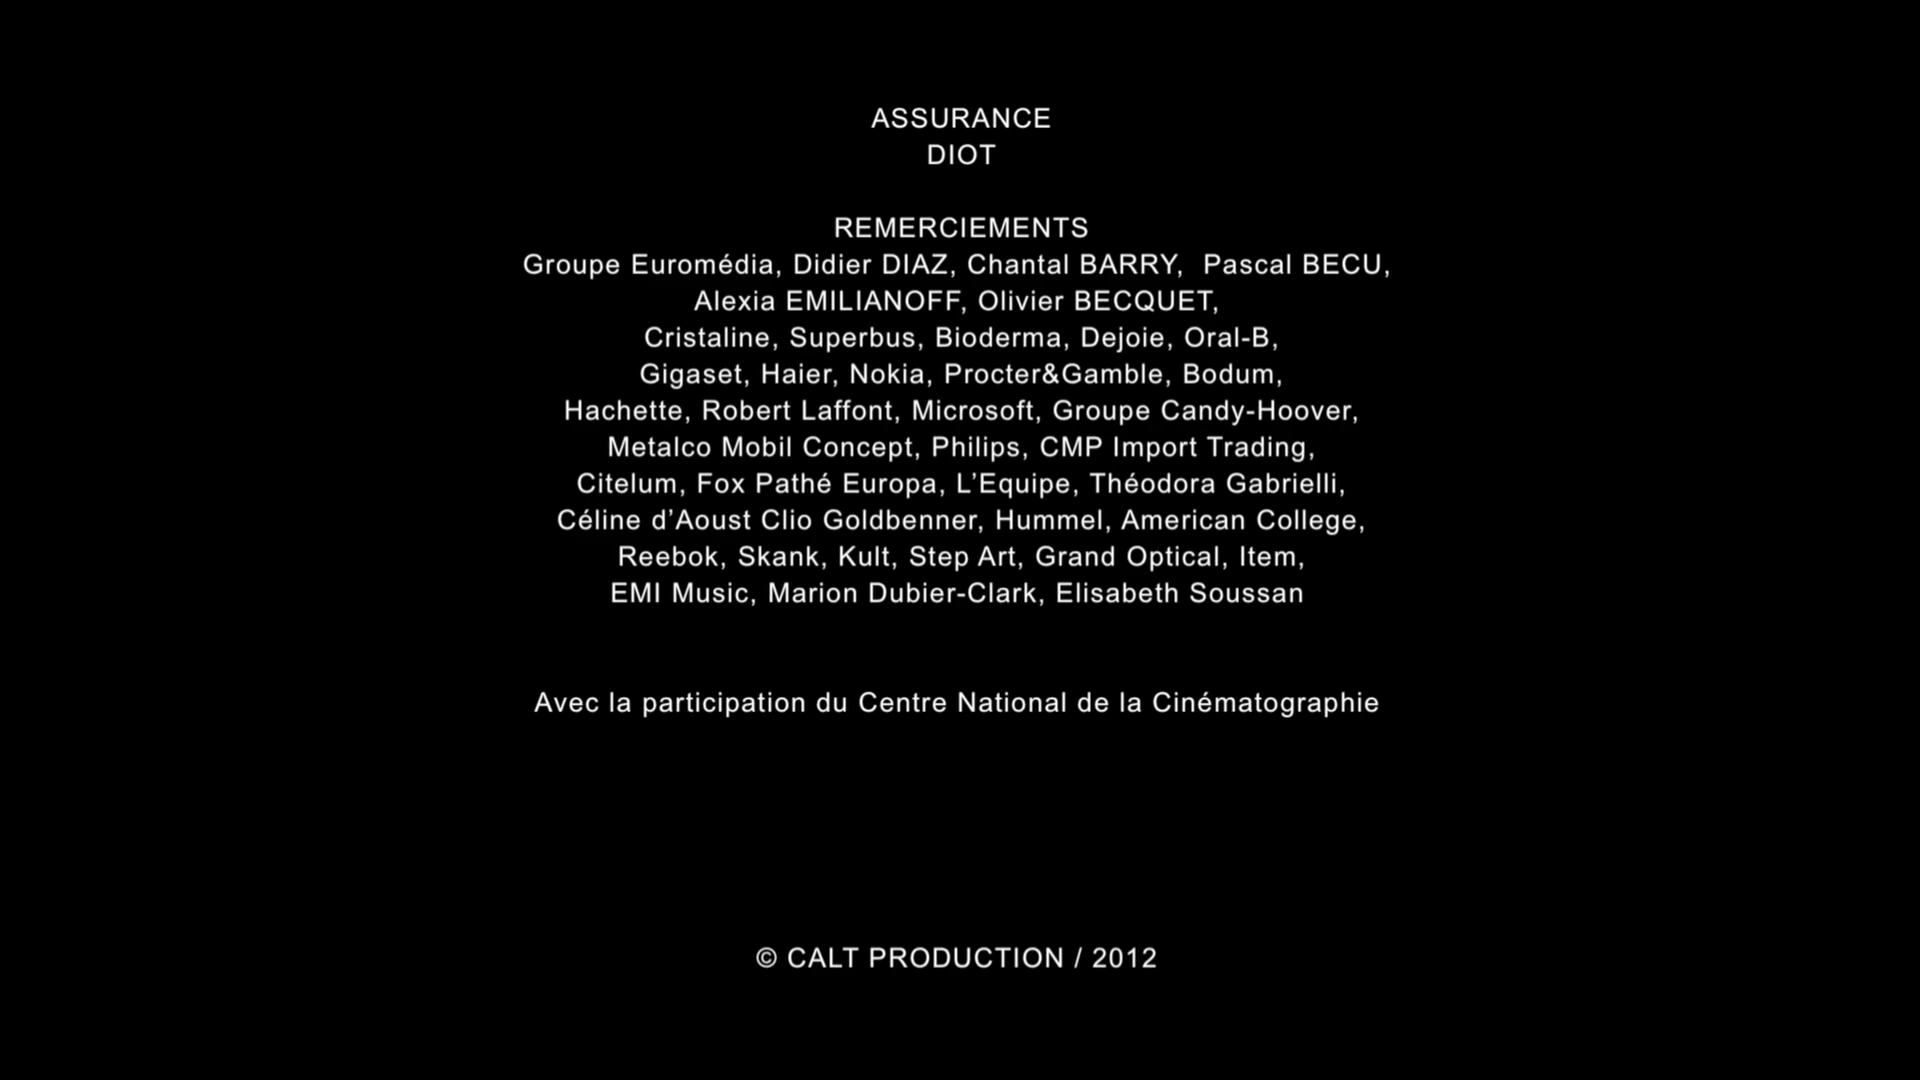 ASSURANCE
DIOT
REMERCIEMENTS
Groupe Euromédia, Didier DIAZ, Chantal BARRY,  Pascal BECU,
Alexia EMILIANOFF, Olivier BECQUET,
Cristaline, Superbus, Bioderma, Dejoie, Oral-B,
Gigaset, Haier, Nokia, Procter&Gamble, Bodum,
Hachette, Robert Laffont, Microsoft, Groupe Candy-Hoover,
Metalco Mobil Concept, Philips, CMP Import Trading,
Citelum, Fox Pathé Europa, L’Equipe, Théodora Gabrielli,
Céline d’Aoust Clio Goldbenner, Hummel, American College,
Reebok, Skank, Kult, Step Art, Grand Optical, Item,
EMI Music, Marion Dubier-Clark, Elisabeth Soussan
Avec la participation du Centre National de la Cinématographie
© CALT PRODUCTION / 2012